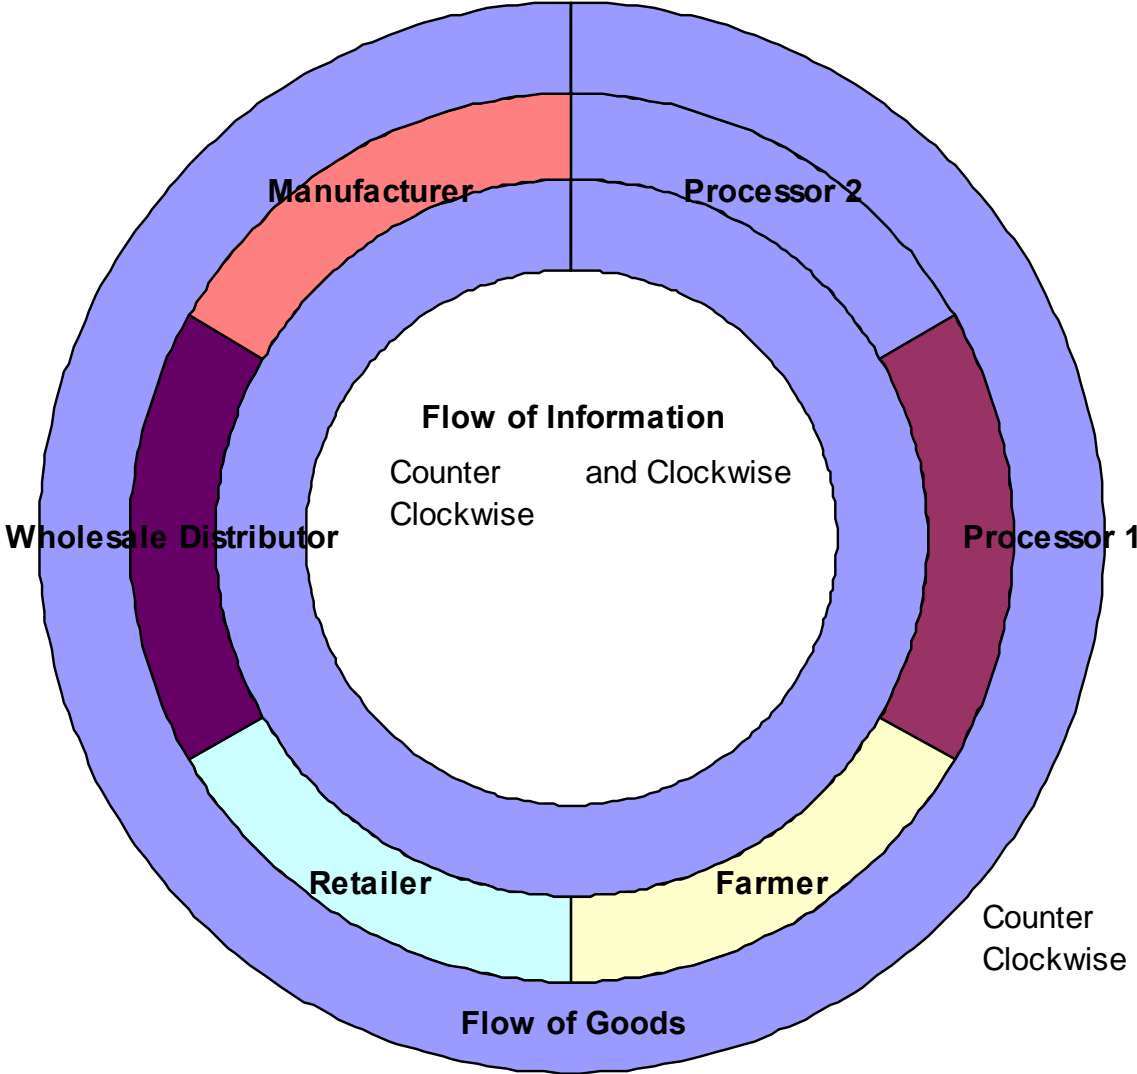 Manufacturer
Processor 2
Flow of Information
Counter
Clockwise
and Clockwise
Wholesale Distributor
Processor 1
Retailer
Farmer
Counter
Clockwise
Flow of Goods